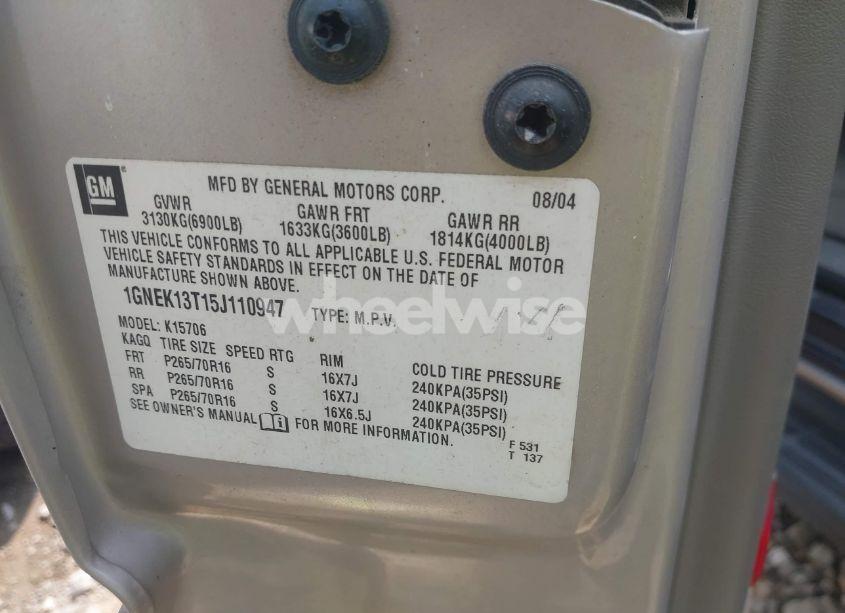 GM
MFD BY GENERAL MOTORS CORP. 08/04
GVWR GAWR FRT GAWR RR
3130KG(6900LB) 1633KG(3600LB) 1814KG(4000LB)
THIS VEHICLE CONFORMS TO ALL APPLICABLE U.S. FEDERAL MOTOR
VEHICLE SAFETY STANDARDS IN EFFECT ON THE DATE OF
MANUFACTURE SHOWN ABOVE.
1GNEK13T15J110947 TYPE: M.P.V.
wheelwise
MODEL: K15706
KAGQ TIRE SIZE SPEED RTG RIM COLD TIRE PRESSURE
FRT P265/70R16 S 16X7J 240KPA(35PSI)
RR P265/70R16 S 16X7J 240KPA(35PSI)
SPA P265/70R16 S 16X6.5J 240KPA(35PSI)
SEE OWNER'S MANUAL FOR MORE INFORMATION.
F 531
T 137